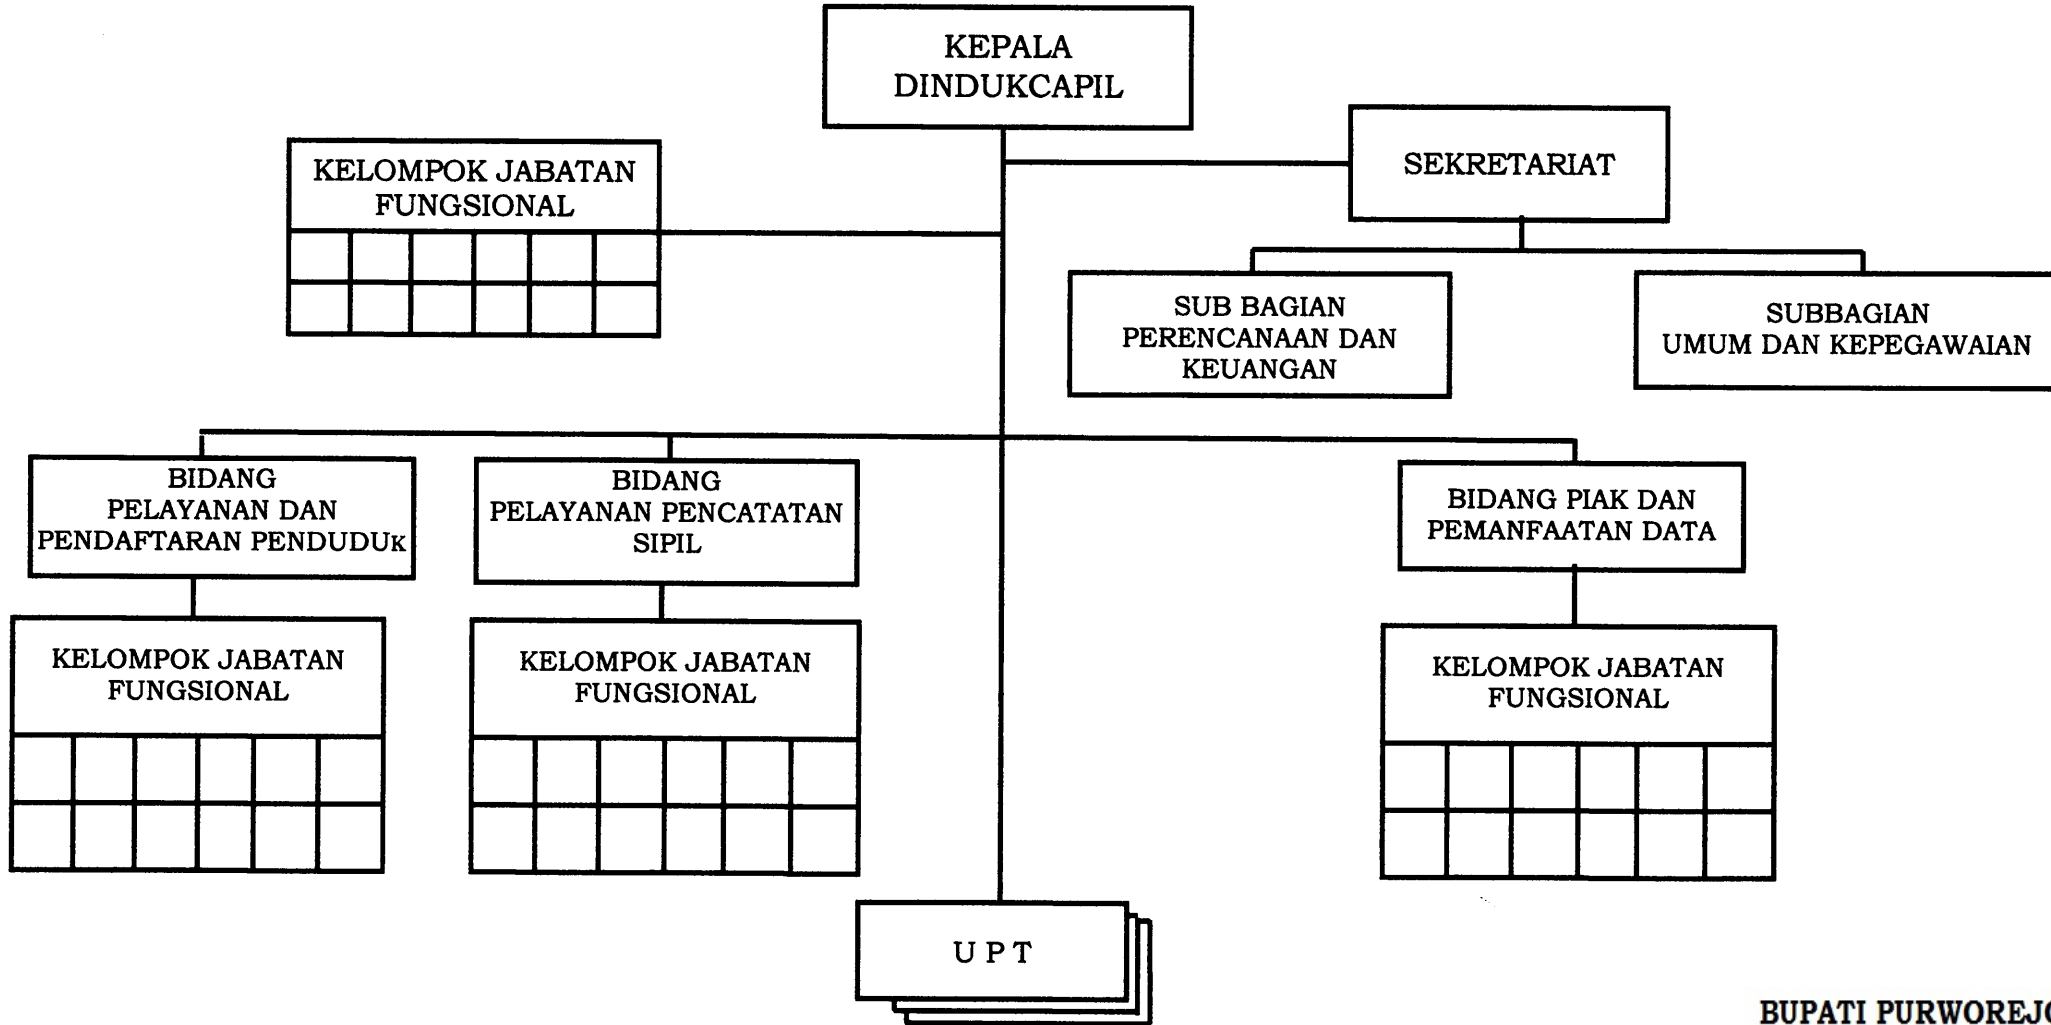 KEPALA
DINDUKCAPIL
SEKRETARIAT
KELOMPOK JABATAN
FUNGSIONAL
SUB BAGIAN
PERENCANAAN DAN
KEUANGAN
SUBBAGIAN
UMUM DAN KEPEGAWAIAN
BIDANG
PELAYANAN DAN
PENDAFTARAN PENDUDUK
BIDANG
PELAYANAN PENCATATAN
SIPIL
BIDANG PIAK DAN
PEMANFAATAN DATA
KELOMPOK JABATAN
FUNGSIONAL
KELOMPOK JABATAN
FUNGSIONAL
KELOMPOK JABATAN
FUNGSIONAL
U P T
BUPATI PURWOREJO